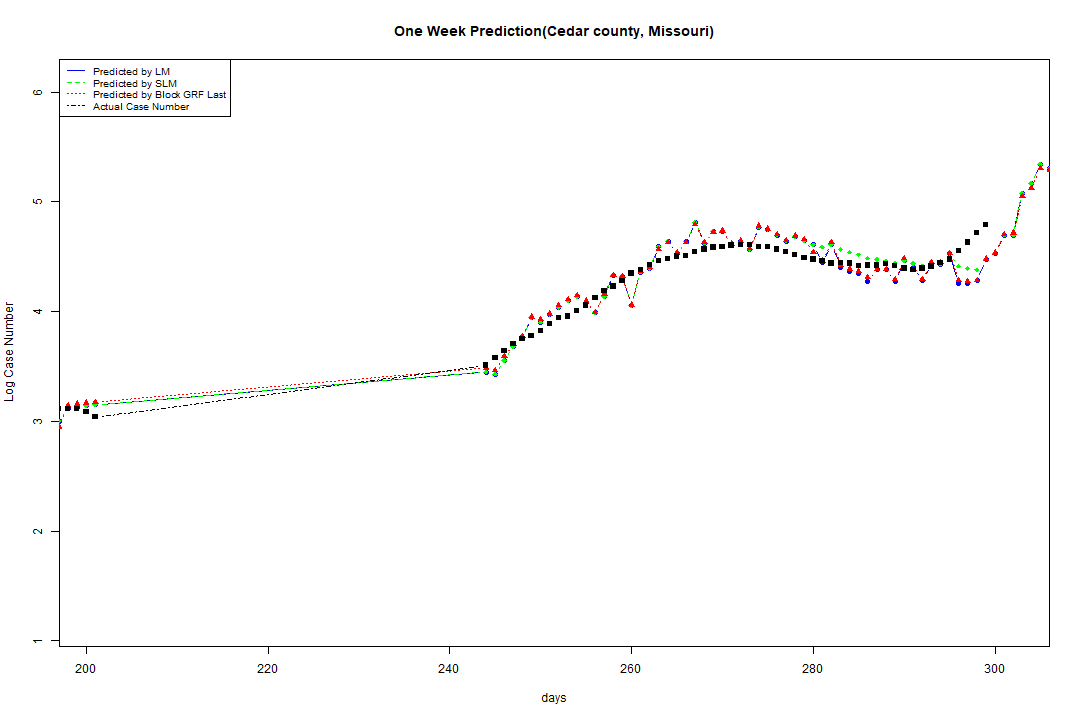 One Week Prediction(Cedar county, Missouri)
Predicted by LM
Predicted by SLM
Predicted by Block GRF Last
Actual Case Number
6
5
4
3
2
1
Log Case Number
200 220 240 260 280 300
days